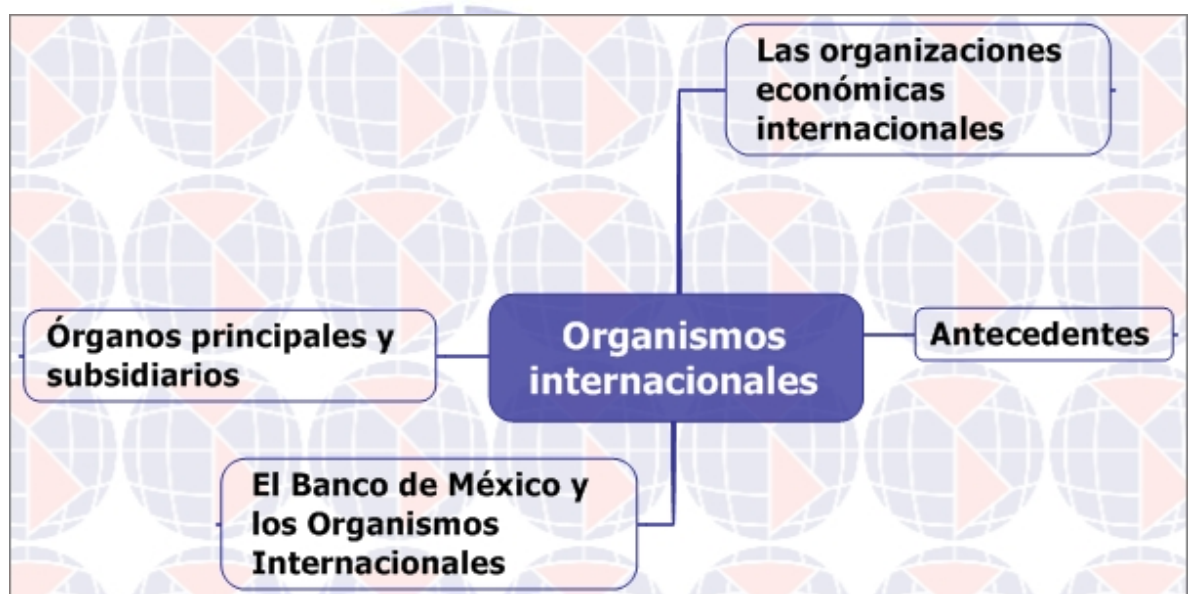 Las organizaciones
económicas
internacionales
Órganos principales y
subsidiarios
Organismos
internacionales
Antecedentes
El Banco de México y
los Organismos
Internacionales